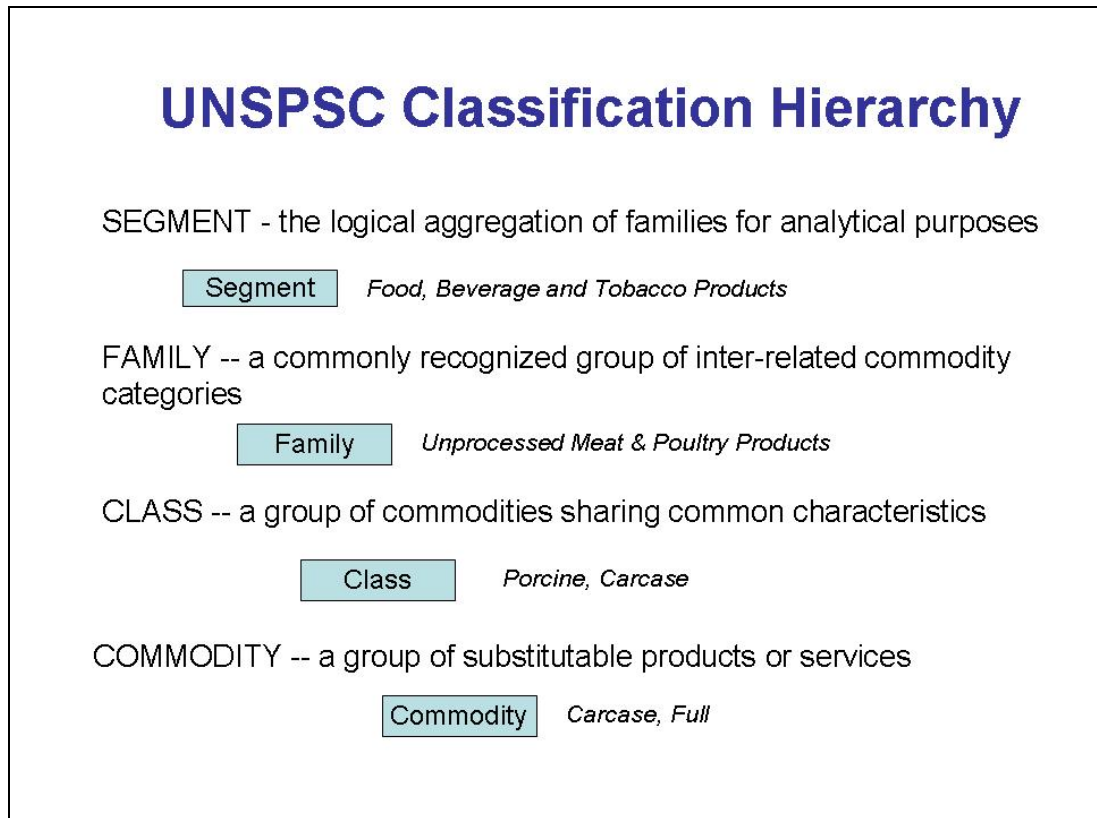 UNSPSC Classification Hierarchy
SEGMENT - the logical aggregation of families for analytical purposes
Segment Food, Beverage and Tobacco Products
FAMILY -- a commonly recognized group of inter-related commodity
categories
Family Unprocessed Meat & Poultry Products
CLASS -- a group of commodities sharing common characteristics
Class Porcine, Carcase
COMMODITY -- a group of substitutable products or services
Commodity Carcase, Full